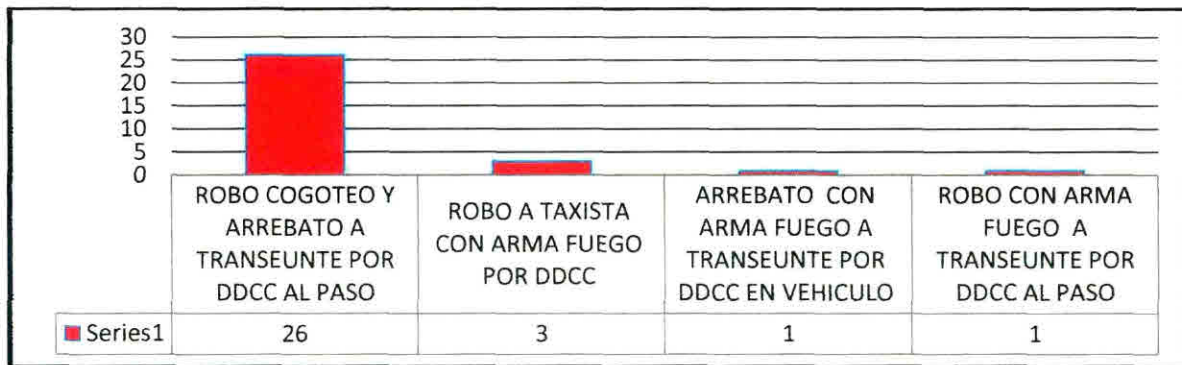 30
25
20
15
10
5
0
ROBO COGOTEO Y
ARREBATO A
TRANSEUNTE POR
DDCC AL PASO
ROBO A TAXISTA
CON ARMA FUEGO
POR DDCC
ARREBATO CON
ARMA FUEGO A
TRANSEUNTE POR
DDCC EN VEHICULO
ROBO CON ARMA
FUEGO A
TRANSEUNTE POR
DDCC AL PASO
Series1 26 3 1 1